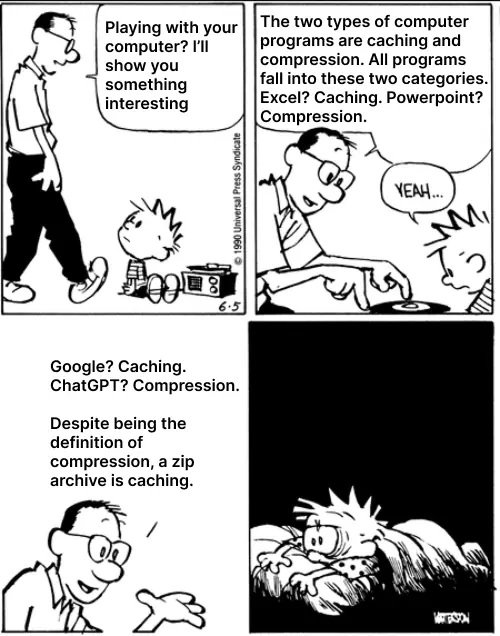 Playing with your
computer? I'll
show you
something
interesting
© 1990 Universal Press Syndicate
6-5
The two types of computer
programs are caching and
compression. All programs
fall into these two categories.
Excel? Caching. Powerpoint?
Compression.
YEAH...
Google? Caching.
ChatGPT? Compression.
Despite being the
definition of
compression, a zip
archive is caching.
WATTERSON